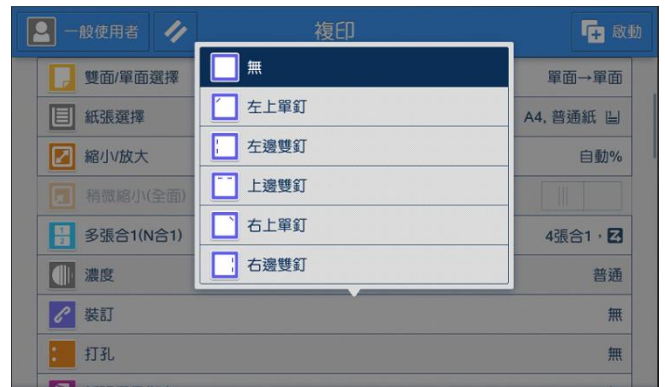 一般使用者
複印
啟動
雙面/單面選擇
單面→單面
紙張選擇
A4, 普通紙
縮小/放大
自動%
稍微縮小(全面)
多張合1(N合1)
4張合1，
濃度
普通
裝訂
無
打孔
無
無
左上單釘
左邊雙釘
上邊雙釘
右上單釘
右邊雙釘